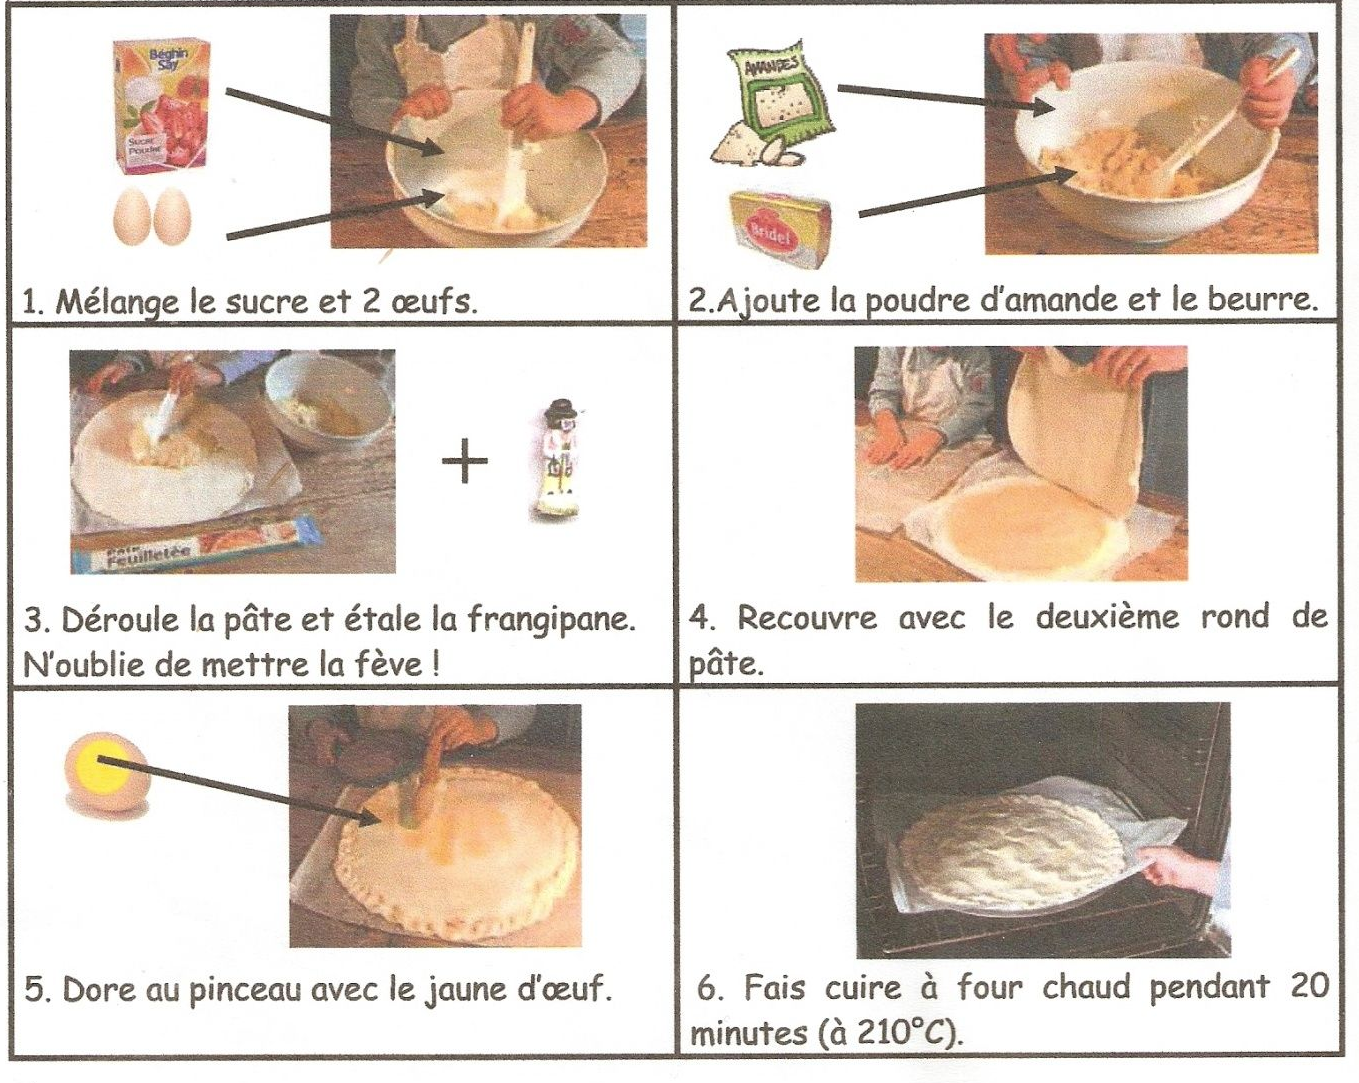 Béghin
Say
Sucre
Poudre
1. Mélange le sucre et 2 œufs.
AMANDES
Bridel
2.Ajoute la poudre d'amande et le beurre.
Pâte
Feuilletée
3. Déroule la pâte et étale la frangipane.
N'oublie de mettre la fève !
4. Recouvre avec le deuxième rond de
pâte.
5. Dore au pinceau avec le jaune d'œuf.
6. Fais cuire à four chaud pendant 20
minutes (à 210°C).